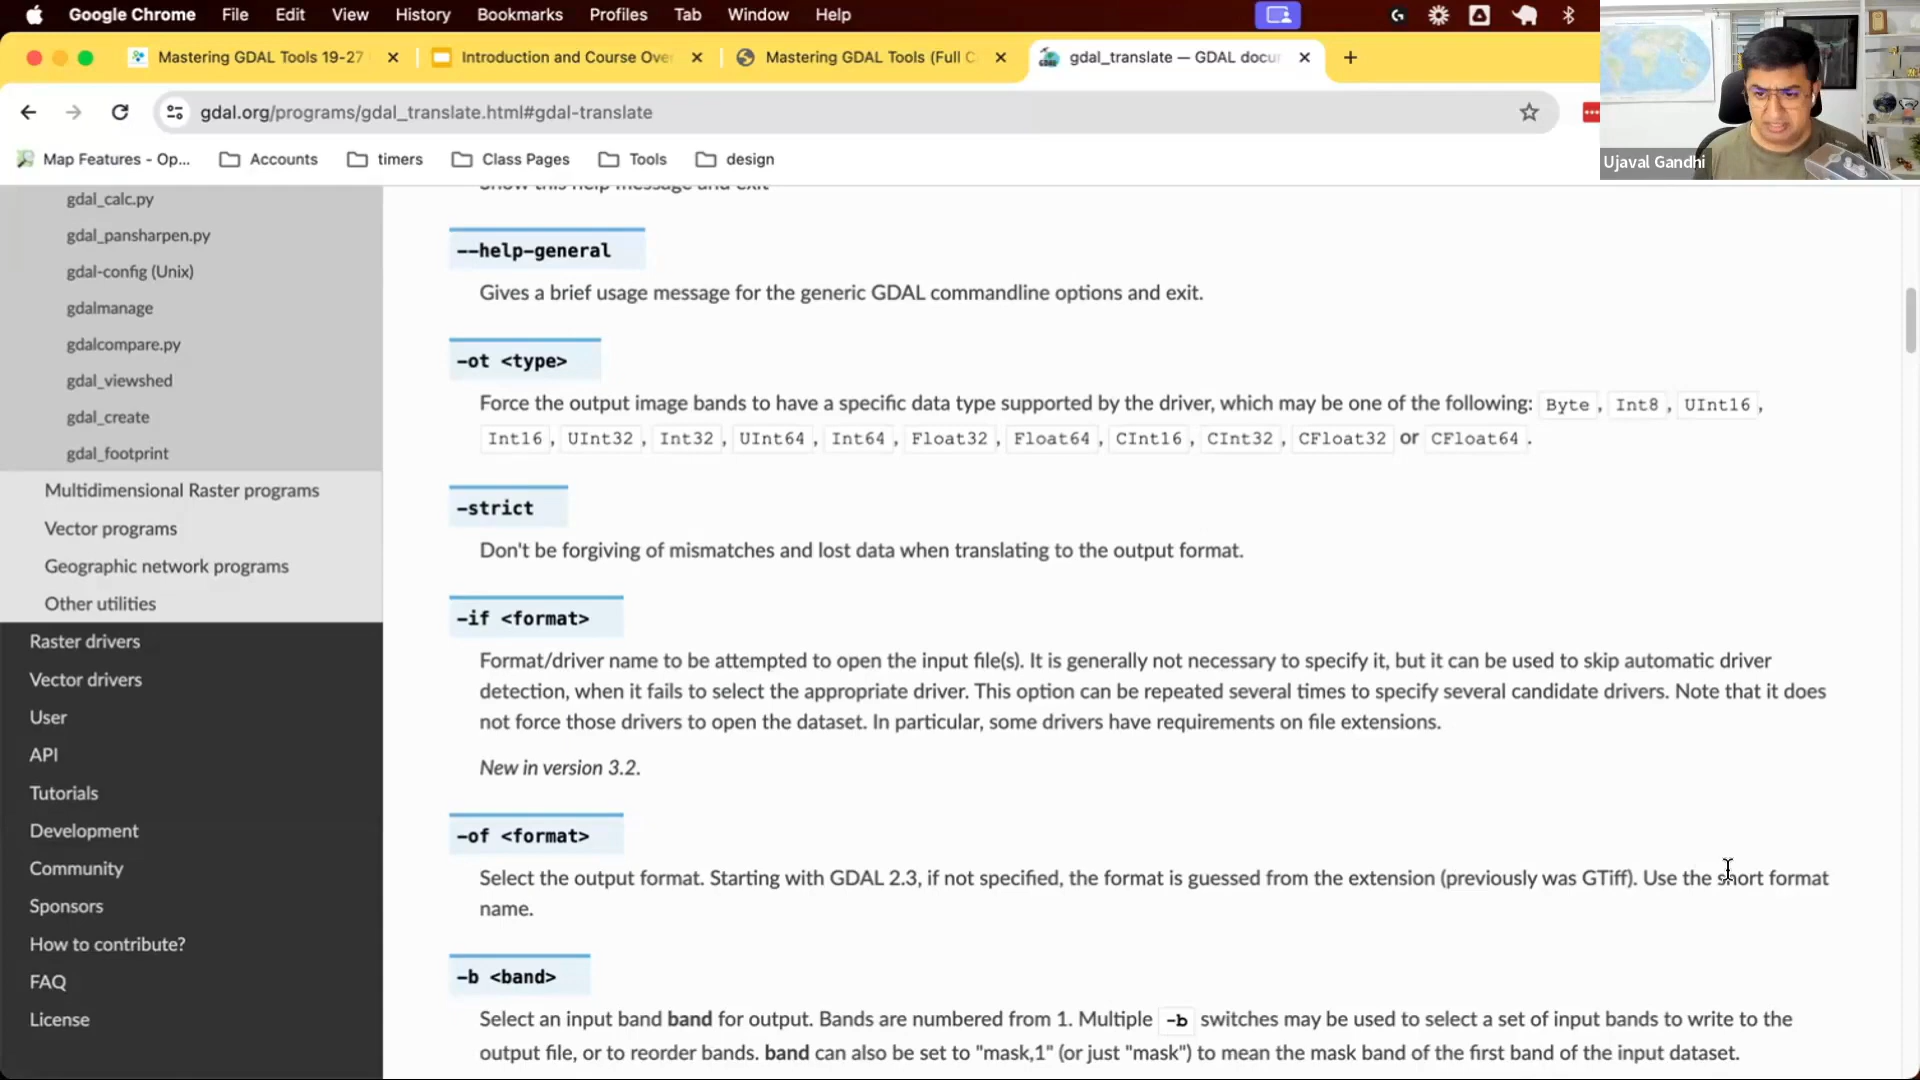 Google Chrome File Edit View History Bookmarks Profiles Tab Window Help
Mastering GDAL Tools 19-27
Introduction and Course Over
Mastering GDAL Tools (Full C
gdal_translate — GDAL docu
gdal.org/programs/gdal_translate.html#gdal-translate
Map Features - Op... Accounts timers Class Pages Tools design
Ujaval Gandhi
gdal_calc.py
gdal_pansharpen.py
gdal-config (Unix)
gdalmanage
gdalcompare.py
gdal_viewshed
gdal_create
gdal_footprint
Multidimensional Raster programs
Vector programs
Geographic network programs
Other utilities
Raster drivers
Vector drivers
User
API
Tutorials
Development
Community
Sponsors
How to contribute?
FAQ
License
Show this help message and exit
--help-general
Gives a brief usage message for the generic GDAL commandline options and exit.
-ot <type>
Force the output image bands to have a specific data type supported by the driver, which may be one of the following: Byte , Int8 , UInt16 ,
Int16 , UInt32 , Int32 , UInt64 , Int64 , Float32 , Float64 , CInt16 , CInt32 , CFloat32 or CFloat64 .
-strict
Don't be forgiving of mismatches and lost data when translating to the output format.
-if <format>
Format/driver name to be attempted to open the input file(s). It is generally not necessary to specify it, but it can be used to skip automatic driver
detection, when it fails to select the appropriate driver. This option can be repeated several times to specify several candidate drivers. Note that it does
not force those drivers to open the dataset. In particular, some drivers have requirements on file extensions.
New in version 3.2.
-of <format>
Select the output format. Starting with GDAL 2.3, if not specified, the format is guessed from the extension (previously was GTiff). Use the short format
name.
-b <band>
Select an input band band for output. Bands are numbered from 1. Multiple -b switches may be used to select a set of input bands to write to the
output file, or to reorder bands. band can also be set to "mask,1" (or just "mask") to mean the mask band of the first band of the input dataset.